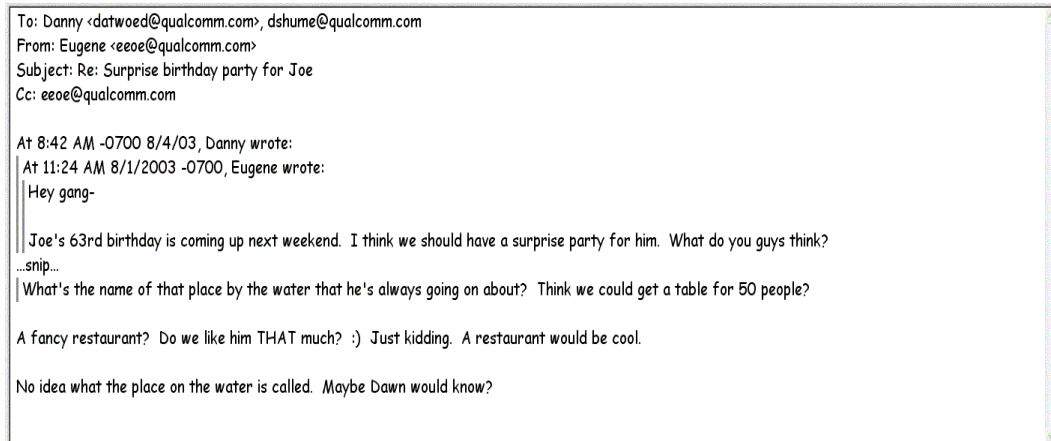 To: Danny <datwoed@qualcomm.com>, dshume@qualcomm.com
From: Eugene <eeoe@qualcomm.com>
Subject: Re: Surprise birthday party for Joe
Cc: eeoe@qualcomm.com
At 8:42 AM -0700 8/4/03, Danny wrote:
At 11:24 AM 8/1/2003 -0700, Eugene wrote:
Hey gang-
Joe's 63rd birthday is coming up next weekend.  I think we should have a surprise party for him.  What do you guys think?
...snip...
What's the name of that place by the water that he's always going on about?  Think we could get a table for 50 people?
A fancy restaurant?  Do we like him THAT much?  :)  Just kidding.  A restaurant would be cool.
No idea what the place on the water is called.  Maybe Dawn would know?